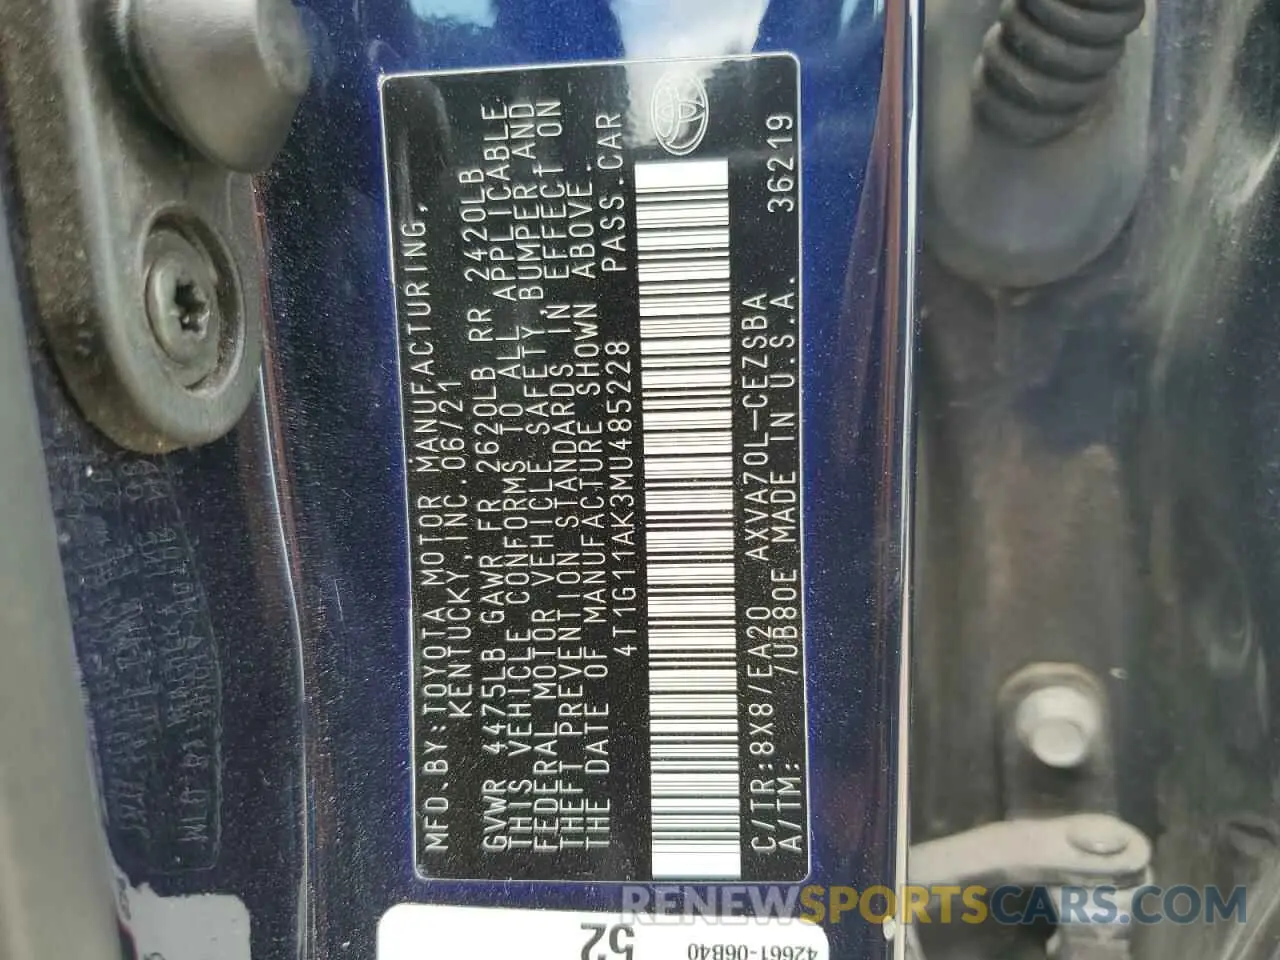 MFD.BY:TOYOTA MOTOR MANUFACTURING,
KENTUCKY,INC.06/21
GVWR 4475LB GAWR FR 2620LB RR 2420LB
THIS VEHICLE CONFORMS TO ALL APPLICABLE
FEDERAL MOTOR VEHICLE SAFETY, BUMPER,AND
THEFT PREVENTION STANDARDS IN EFFECT ON
THE DATE OF MANUFACTURE SHOWN ABOVE.
4T1G11AK3MU485228 PASS.CAR
C/TR:8X8/EA20 AXVA70L-CEZSBA
A/TM: /UB80E MADE IN U.S.A. 36219
52
42661-06B40
RENEWSPORTSCARS.COM